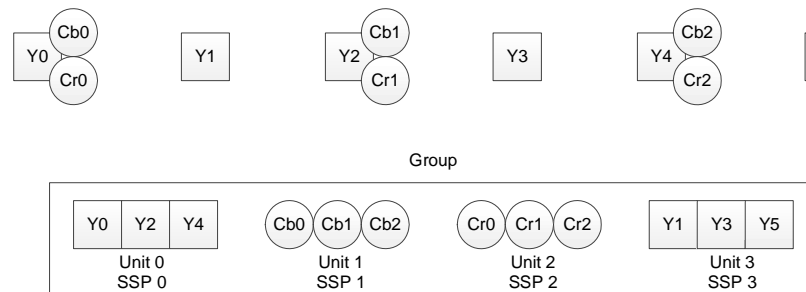 Cb0 Cb1 Cb2
Y0 Y1 Y2 Y3 Y4
Cr0 Cr1 Cr2
Group
Y0 Y2 Y4 Cb0 Cb1 Cb2 Cr0 Cr1 Cr2 Y1 Y3 Y5
Unit 0 Unit 1 Unit 2 Unit 3
SSP 0 SSP 1 SSP 2 SSP 3